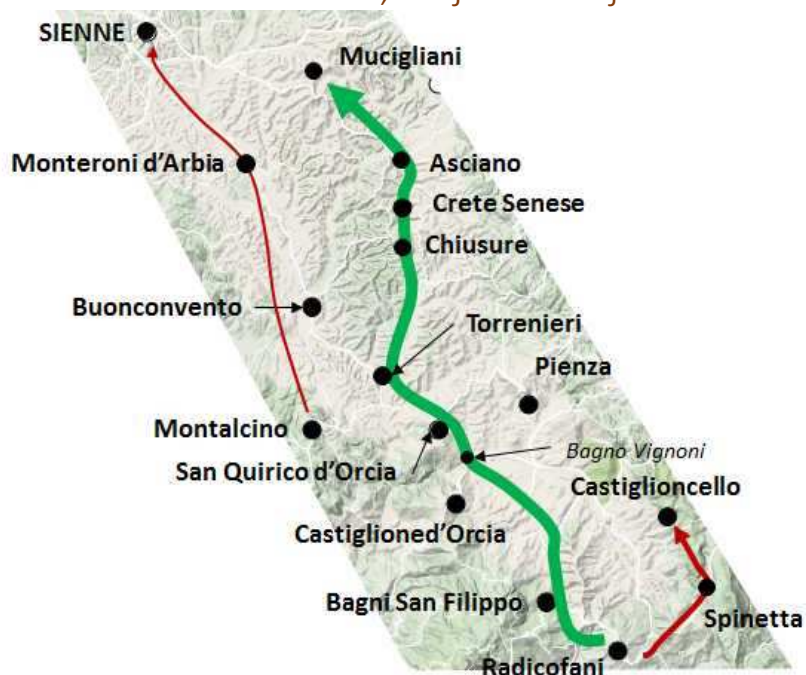 SIENNE
Mucigliani
Monteroni d'Arbia
Asciano
Crete Senese
Chiusure
Buonconvento
Torrenieri
Pienza
Montalcino
Bagno Vignoni
San Quirico d'Orcia
Castiglioncello
Castiglioned'Orcia
Bagni San Filippo
Spinetta
Radicofani